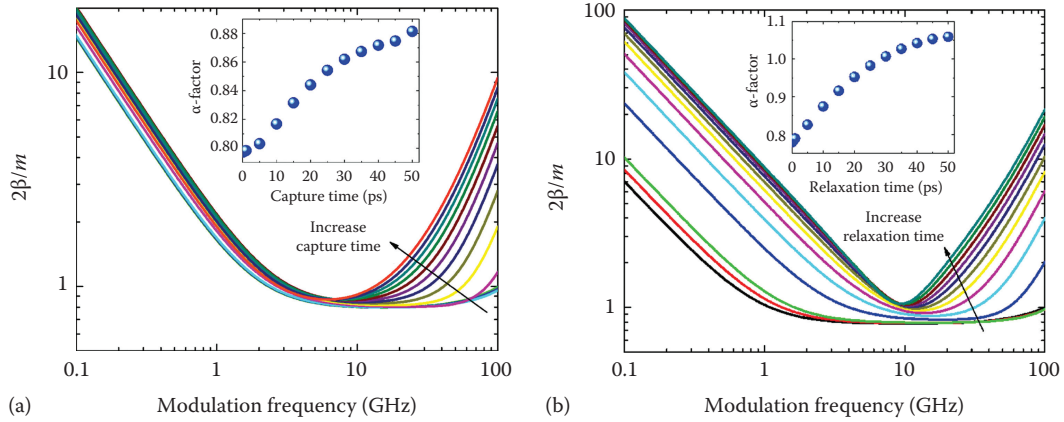 10
1
2β/m
0.1
1
10
100
Modulation frequency (GHz)
(a)
0.88
0.86
0.84
0.82
0.80
α-factor
0
10
20
30
40
50
Capture time (ps)
Increase
capture time
100
10
1
2β/m
0.1
1
10
100
Modulation frequency (GHz)
(b)
1.1
1.0
0.9
0.8
α-factor
0
10
20
30
40
50
Relaxation time (ps)
Increase
relaxation time